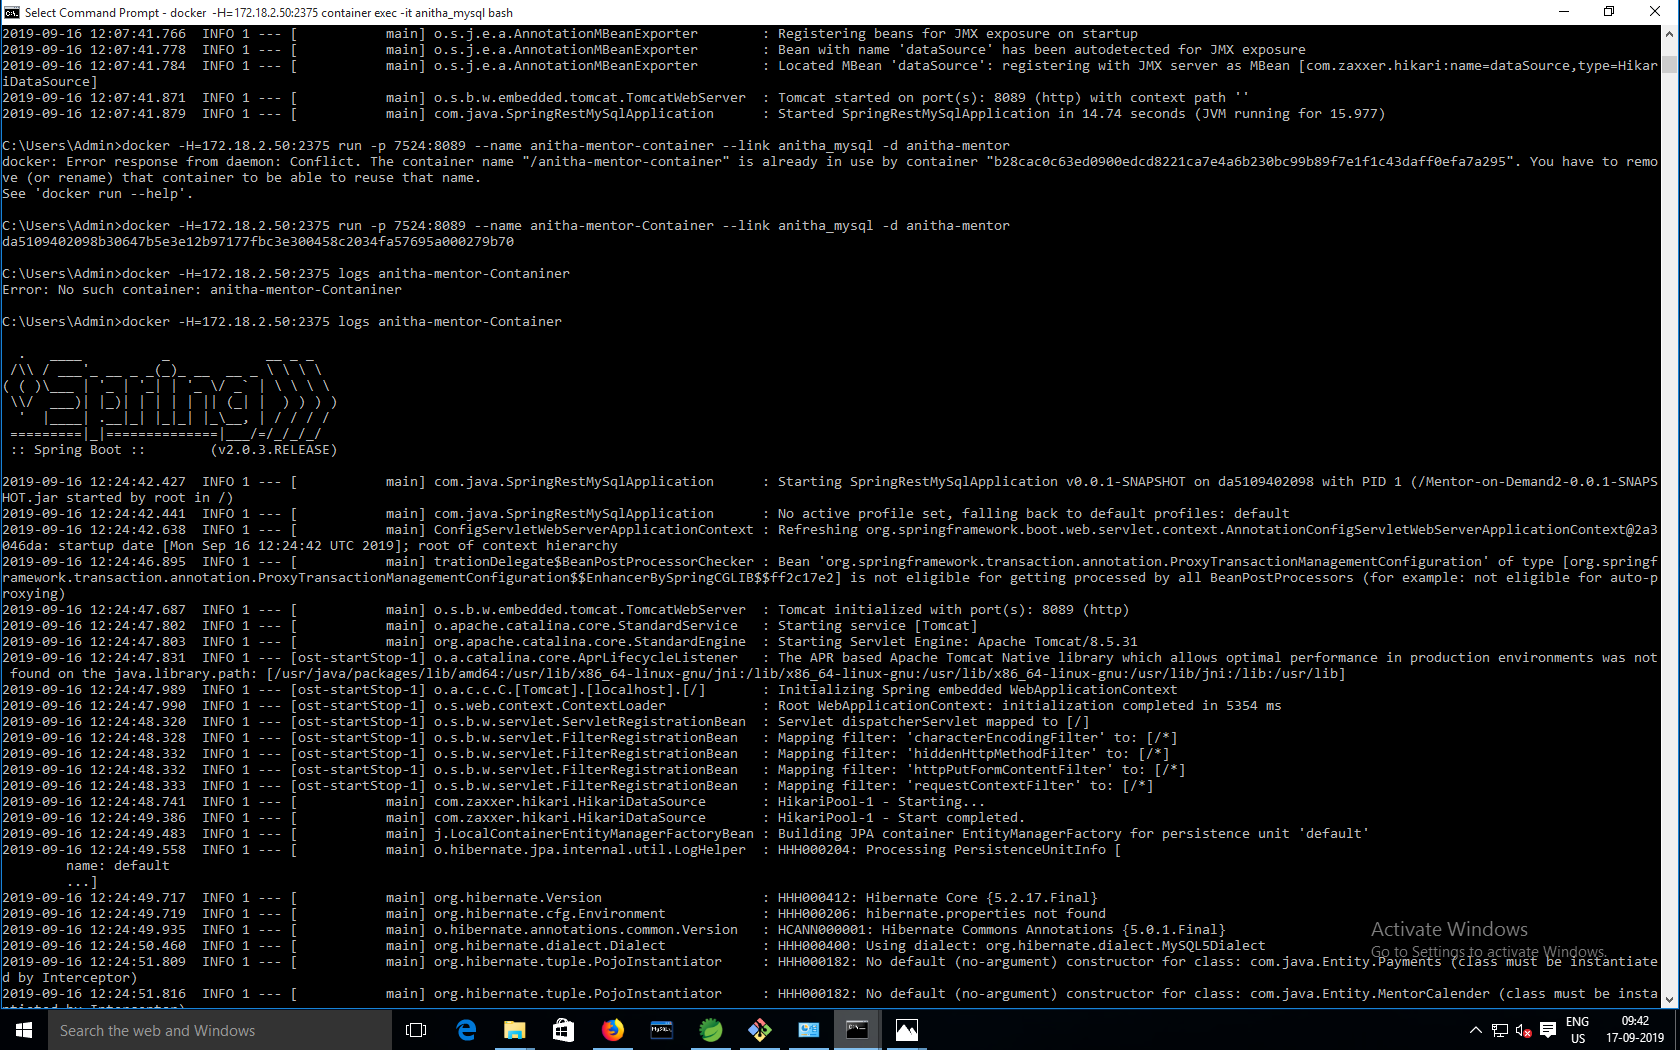 Select Command Prompt - docker  -H=172.18.2.50:2375 container exec -it anitha_mysql bash
2019-09-16 12:07:41.766  INFO 1 --- [           main] o.s.j.e.a.AnnotationMBeanExporter        : Registering beans for JMX exposure on startup
2019-09-16 12:07:41.778  INFO 1 --- [           main] o.s.j.e.a.AnnotationMBeanExporter        : Bean with name 'dataSource' has been autodetected for JMX exposure
2019-09-16 12:07:41.784  INFO 1 --- [           main] o.s.j.e.a.AnnotationMBeanExporter        : Located MBean 'dataSource': registering with JMX server as MBean [com.zaxxer.hikari:name=dataSource,type=Hikar
iDataSource]
2019-09-16 12:07:41.871  INFO 1 --- [           main] o.s.b.w.embedded.tomcat.TomcatWebServer  : Tomcat started on port(s): 8089 (http) with context path ''
2019-09-16 12:07:41.879  INFO 1 --- [           main] com.java.SpringRestMySqlApplication      : Started SpringRestMySqlApplication in 14.74 seconds (JVM running for 15.977)
C:\Users\Admin>docker -H=172.18.2.50:2375 run -p 7524:8089 --name anitha-mentor-container --link anitha_mysql -d anitha-mentor
docker: Error response from daemon: Conflict. The container name "/anitha-mentor-container" is already in use by container "b28cac0c63ed0900edcd8221ca7e4a6b230bc99b89f7e1f1c43daff0efa7a295". You have to remo
ve (or rename) that container to be able to reuse that name.
See 'docker run --help'.
C:\Users\Admin>docker -H=172.18.2.50:2375 run -p 7524:8089 --name anitha-mentor-Container --link anitha_mysql -d anitha-mentor
da5109402098b30647b5e3e12b97177fbc3e300458c2034fa57695a000279b70
C:\Users\Admin>docker -H=172.18.2.50:2375 logs anitha-mentor-Contaniner
Error: No such container: anitha-mentor-Contaniner
C:\Users\Admin>docker -H=172.18.2.50:2375 logs anitha-mentor-Container
  .   ____          _            __ _ _
 /\\ / ___'_ __ _ _(_)_ __  __ _ \ \ \ \
( ( )\___ | '_ | '_| | '_ \/ _` | \ \ \ \
 \\/  ___)| |_)| | | | | || (_| |  ) ) ) )
  '  |____| .__|_| |_|_| |_\__, | / / / /
 =========|_|==============|___/=/_/_/_/
 :: Spring Boot ::        (v2.0.3.RELEASE)
2019-09-16 12:24:42.427  INFO 1 --- [           main] com.java.SpringRestMySqlApplication      : Starting SpringRestMySqlApplication v0.0.1-SNAPSHOT on da5109402098 with PID 1 (/Mentor-on-Demand2-0.0.1-SNAPS
HOT.jar started by root in /)
2019-09-16 12:24:42.441  INFO 1 --- [           main] com.java.SpringRestMySqlApplication      : No active profile set, falling back to default profiles: default
2019-09-16 12:24:42.638  INFO 1 --- [           main] ConfigServletWebServerApplicationContext : Refreshing org.springframework.boot.web.servlet.context.AnnotationConfigServletWebServerApplicationContext@2a3
046da: startup date [Mon Sep 16 12:24:42 UTC 2019]; root of context hierarchy
2019-09-16 12:24:46.895  INFO 1 --- [           main] trationDelegate$BeanPostProcessorChecker : Bean 'org.springframework.transaction.annotation.ProxyTransactionManagementConfiguration' of type [org.springf
ramework.transaction.annotation.ProxyTransactionManagementConfiguration$$EnhancerBySpringCGLIB$$ff2c17e2] is not eligible for getting processed by all BeanPostProcessors (for example: not eligible for auto-p
roxying)
2019-09-16 12:24:47.687  INFO 1 --- [           main] o.s.b.w.embedded.tomcat.TomcatWebServer  : Tomcat initialized with port(s): 8089 (http)
2019-09-16 12:24:47.802  INFO 1 --- [           main] o.apache.catalina.core.StandardService   : Starting service [Tomcat]
2019-09-16 12:24:47.803  INFO 1 --- [           main] org.apache.catalina.core.StandardEngine  : Starting Servlet Engine: Apache Tomcat/8.5.31
2019-09-16 12:24:47.831  INFO 1 --- [ost-startStop-1] o.a.catalina.core.AprLifecycleListener   : The APR based Apache Tomcat Native library which allows optimal performance in production environments was not
 found on the java.library.path: [/usr/java/packages/lib/amd64:/usr/lib/x86_64-linux-gnu/jni:/lib/x86_64-linux-gnu:/usr/lib/x86_64-linux-gnu:/usr/lib/jni:/lib:/usr/lib]
2019-09-16 12:24:47.989  INFO 1 --- [ost-startStop-1] o.a.c.c.C.[Tomcat].[localhost].[/]       : Initializing Spring embedded WebApplicationContext
2019-09-16 12:24:47.990  INFO 1 --- [ost-startStop-1] o.s.web.context.ContextLoader            : Root WebApplicationContext: initialization completed in 5354 ms
2019-09-16 12:24:48.320  INFO 1 --- [ost-startStop-1] o.s.b.w.servlet.ServletRegistrationBean  : Servlet dispatcherServlet mapped to [/]
2019-09-16 12:24:48.328  INFO 1 --- [ost-startStop-1] o.s.b.w.servlet.FilterRegistrationBean   : Mapping filter: 'characterEncodingFilter' to: [/*]
2019-09-16 12:24:48.332  INFO 1 --- [ost-startStop-1] o.s.b.w.servlet.FilterRegistrationBean   : Mapping filter: 'hiddenHttpMethodFilter' to: [/*]
2019-09-16 12:24:48.332  INFO 1 --- [ost-startStop-1] o.s.b.w.servlet.FilterRegistrationBean   : Mapping filter: 'httpPutFormContentFilter' to: [/*]
2019-09-16 12:24:48.333  INFO 1 --- [ost-startStop-1] o.s.b.w.servlet.FilterRegistrationBean   : Mapping filter: 'requestContextFilter' to: [/*]
2019-09-16 12:24:48.741  INFO 1 --- [           main] com.zaxxer.hikari.HikariDataSource       : HikariPool-1 - Starting...
2019-09-16 12:24:49.386  INFO 1 --- [           main] com.zaxxer.hikari.HikariDataSource       : HikariPool-1 - Start completed.
2019-09-16 12:24:49.483  INFO 1 --- [           main] j.LocalContainerEntityManagerFactoryBean : Building JPA container EntityManagerFactory for persistence unit 'default'
2019-09-16 12:24:49.558  INFO 1 --- [           main] o.hibernate.jpa.internal.util.LogHelper  : HHH000204: Processing PersistenceUnitInfo [
        name: default
        ...]
2019-09-16 12:24:49.717  INFO 1 --- [           main] org.hibernate.Version                    : HHH000412: Hibernate Core {5.2.17.Final}
2019-09-16 12:24:49.719  INFO 1 --- [           main] org.hibernate.cfg.Environment            : HHH000206: hibernate.properties not found
2019-09-16 12:24:49.935  INFO 1 --- [           main] o.hibernate.annotations.common.Version   : HCANN000001: Hibernate Commons Annotations {5.0.1.Final}
2019-09-16 12:24:50.460  INFO 1 --- [           main] org.hibernate.dialect.Dialect            : HHH000400: Using dialect: org.hibernate.dialect.MySQL5Dialect
2019-09-16 12:24:51.809  INFO 1 --- [           main] org.hibernate.tuple.PojoInstantiator     : HHH000182: No default (no-argument) constructor for class: com.java.Entity.Payments (class must be instantiate
d by Interceptor)
2019-09-16 12:24:51.816  INFO 1 --- [           main] org.hibernate.tuple.PojoInstantiator     : HHH000182: No default (no-argument) constructor for class: com.java.Entity.MentorCalender (class must be insta
Activate Windows
Go to Settings to activate Windows.
Search the web and Windows
ENG
US
09:42
17-09-2019